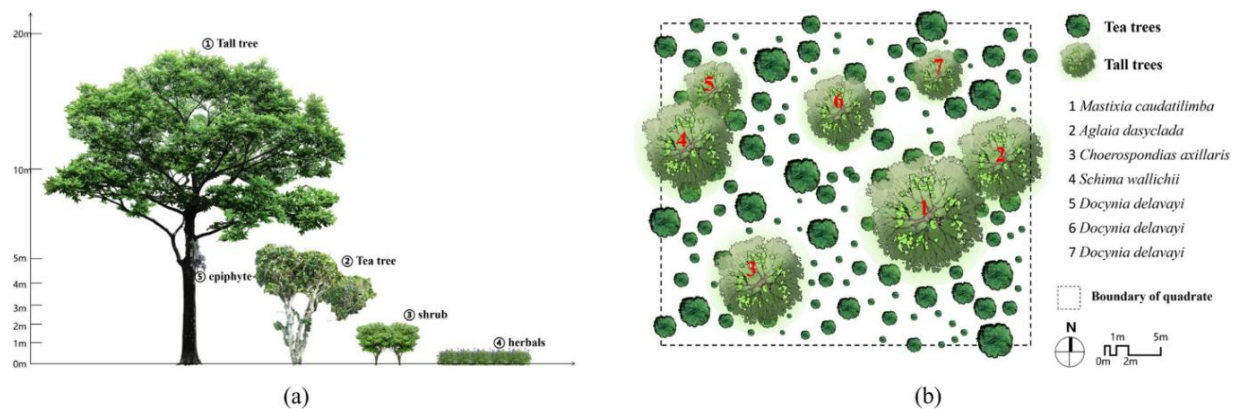 20m
10m
5m
4m
3m
2m
1m
0m
① Tall tree
② Tea tree
⑤ epiphyte
③ shrub
④ herbals
(a)
5
7
6
4
2
1
3
Tea trees
Tall trees
1 Mastixia caudatilimba
2 Aglaia dasyclada
3 Choerospondias axillaris
4 Schima wallichii
5 Docynia delavayi
6 Docynia delavayi
7 Docynia delavayi
Boundary of quadrate
N
1m 5m
0m 2m
(b)